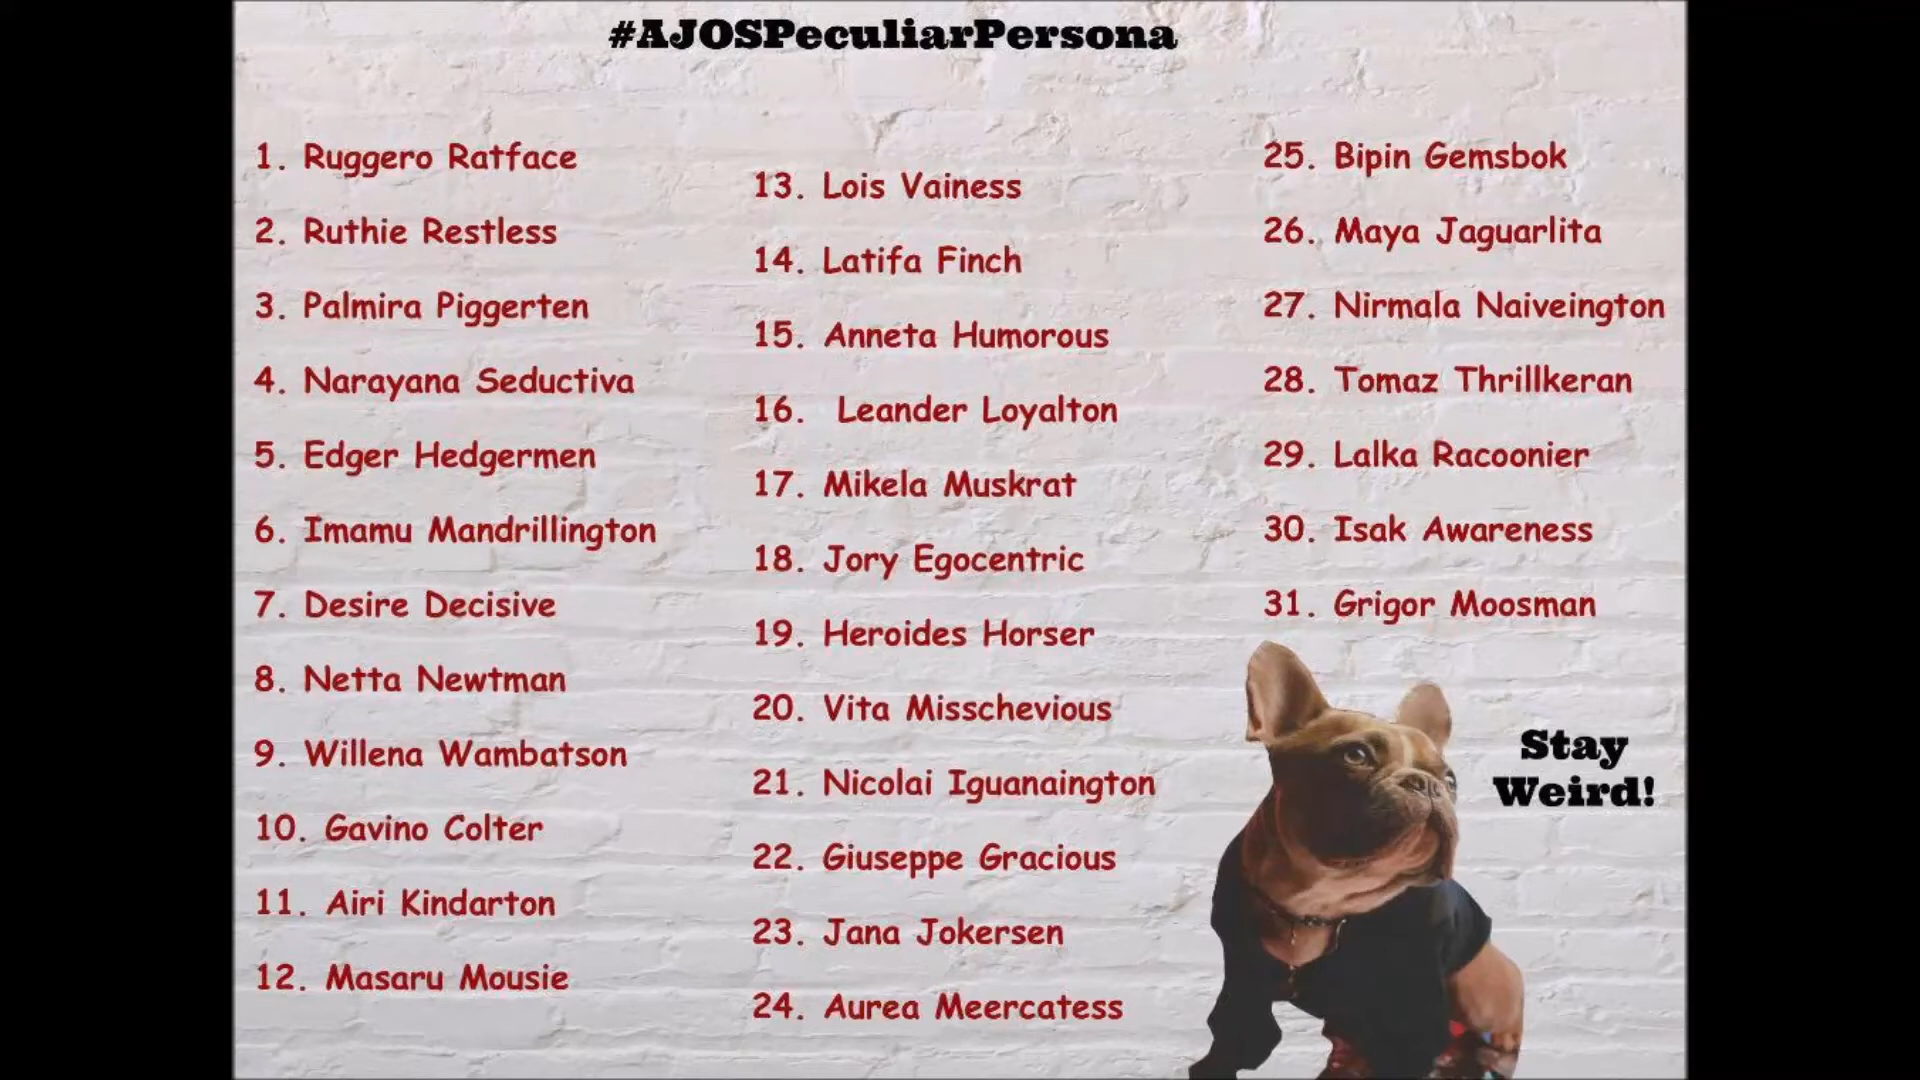 #AJOSPeculiarPersona
1. Ruggero Ratface
2. Ruthie Restless
3. Palmira Piggerten
4. Narayana Seductiva
5. Edger Hedgermen
6. Imamu Mandrillington
7. Desire Decisive
8. Netta Newtman
9. Willena Wambatson
10. Gavino Colter
11. Airi Kindarton
12. Masaru Mousie
13. Lois Vainess
14. Latifa Finch
15. Anneta Humorous
16. Leander Loyalton
17. Mikela Muskrat
18. Jory Egocentric
19. Heroides Horser
20. Vita Misschevious
21. Nicolai Iguanaington
22. Giuseppe Gracious
23. Jana Jokersen
24. Aurea Meercatess
25. Bipin Gemsbok
26. Maya Jaguarlita
27. Nirmala Naiveington
28. Tomaz Thrillkeran
29. Lalka Racoonier
30. Isak Awareness
31. Grigor Moosman
Stay
Weird!